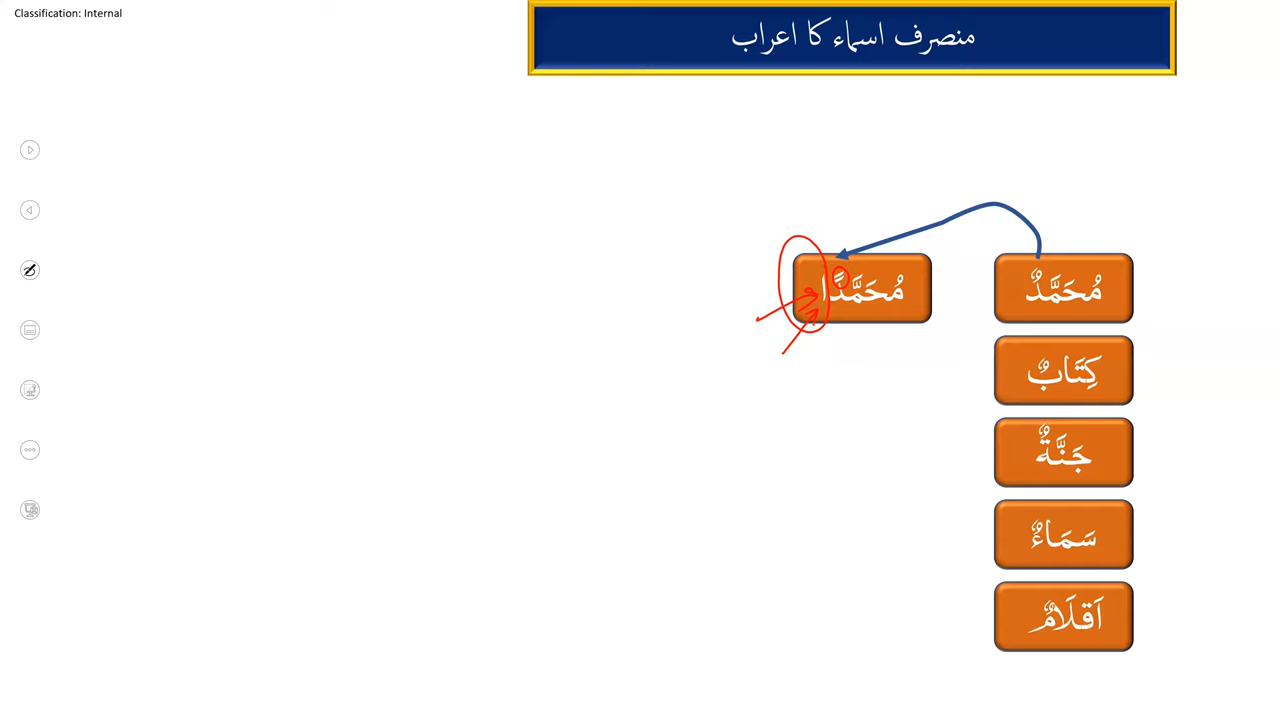 Classification: Internal
منصرف اسماء کا اعراب
مُحَمَّدٌ
مُحَمَّدًا
كِتَابٌ
جَنَّةٌ
سَمَاءٌ
اَقلَامٌ